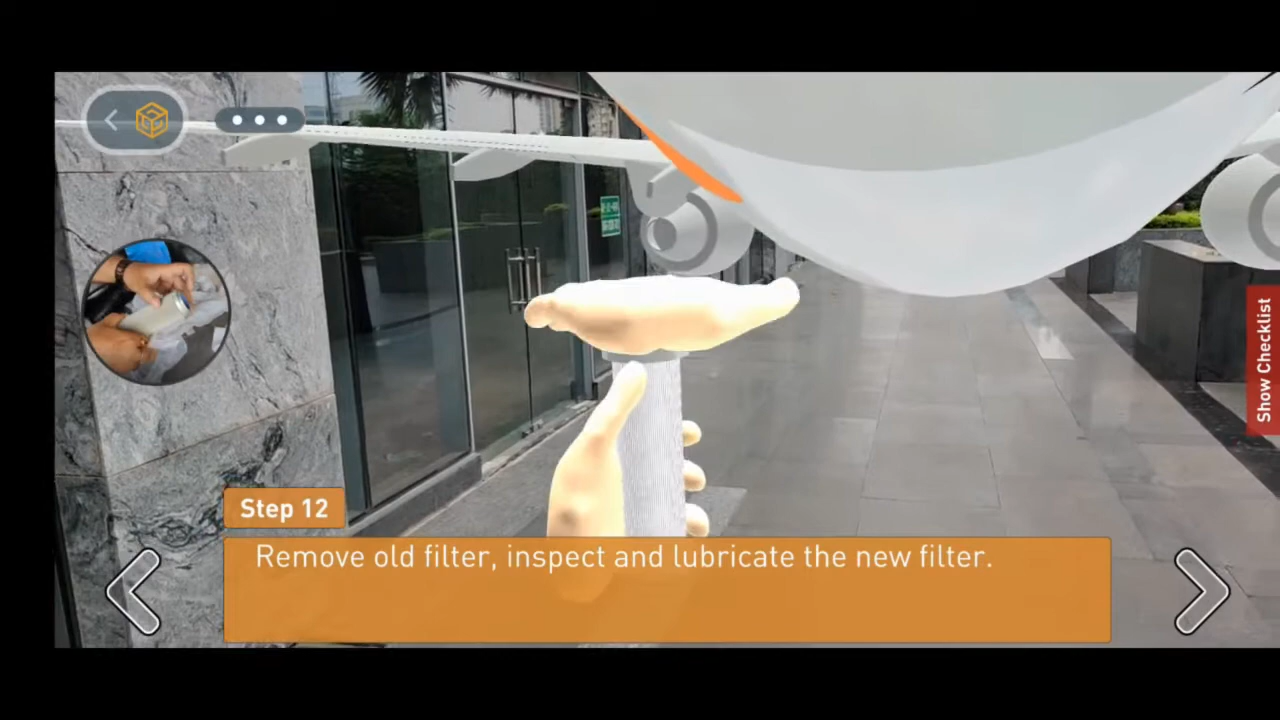 Show Checklist
Step 12
Remove old filter, inspect and lubricate the new filter.